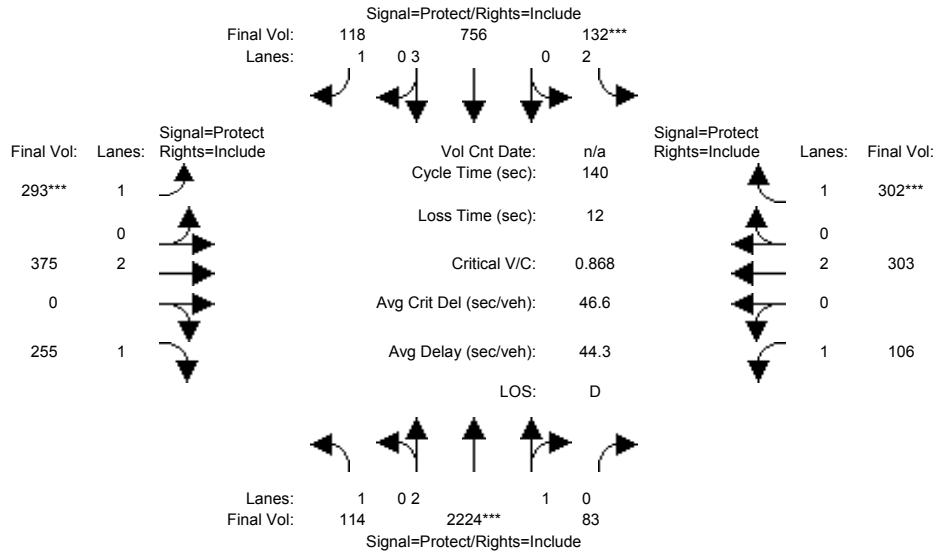 Signal=Protect/Rights=Include
Final Vol: 118 756 132***
Lanes: 1 0 3 0 2
Signal=Protect Signal=Protect
Final Vol: Lanes: Rights=Include Vol Cnt Date: n/a Rights=Include Lanes: Final Vol:
Cycle Time (sec): 140
293*** 1 1 302***
Loss Time (sec): 12
0 0
375 2 Critical V/C: 0.868 2 303
0 Avg Crit Del (sec/veh): 46.6 0
255 1 Avg Delay (sec/veh): 44.3 1 106
LOS: D
Lanes: 1 0 2 1 0
Final Vol: 114 2224*** 83
Signal=Protect/Rights=Include